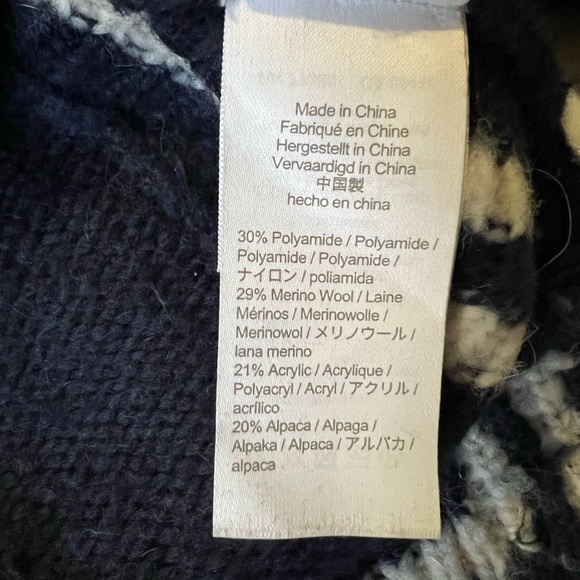 Made in China
Fabriqué en Chine
Hergestellt in China
Vervaardigd in China
中国製
hecho en china
30% Polyamide / Polyamide /
Polyamide / Polyamide /
ナイロン / poliamida
29% Merino Wool / Laine
Mérinos / Merinowolle /
Merinowol / メリノウール /
lana merino
21% Acrylic / Acrylique /
Polyacryl / Acryl / アクリル /
acrílico
20% Alpaca / Alpaga /
Alpaka / Alpaca / アルパカ /
alpaca